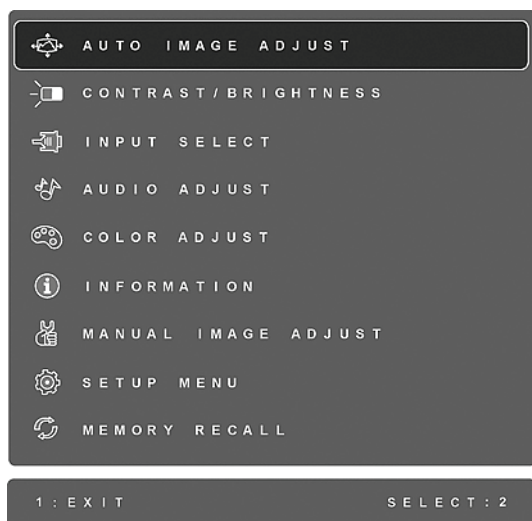 AUTO IMAGE ADJUST
CONTRAST/BRIGHTNESS
INPUT SELECT
AUDIO ADJUST
COLOR ADJUST
INFORMATION
MANUAL IMAGE ADJUST
SETUP MENU
MEMORY RECALL
1:EXIT SELECT:2